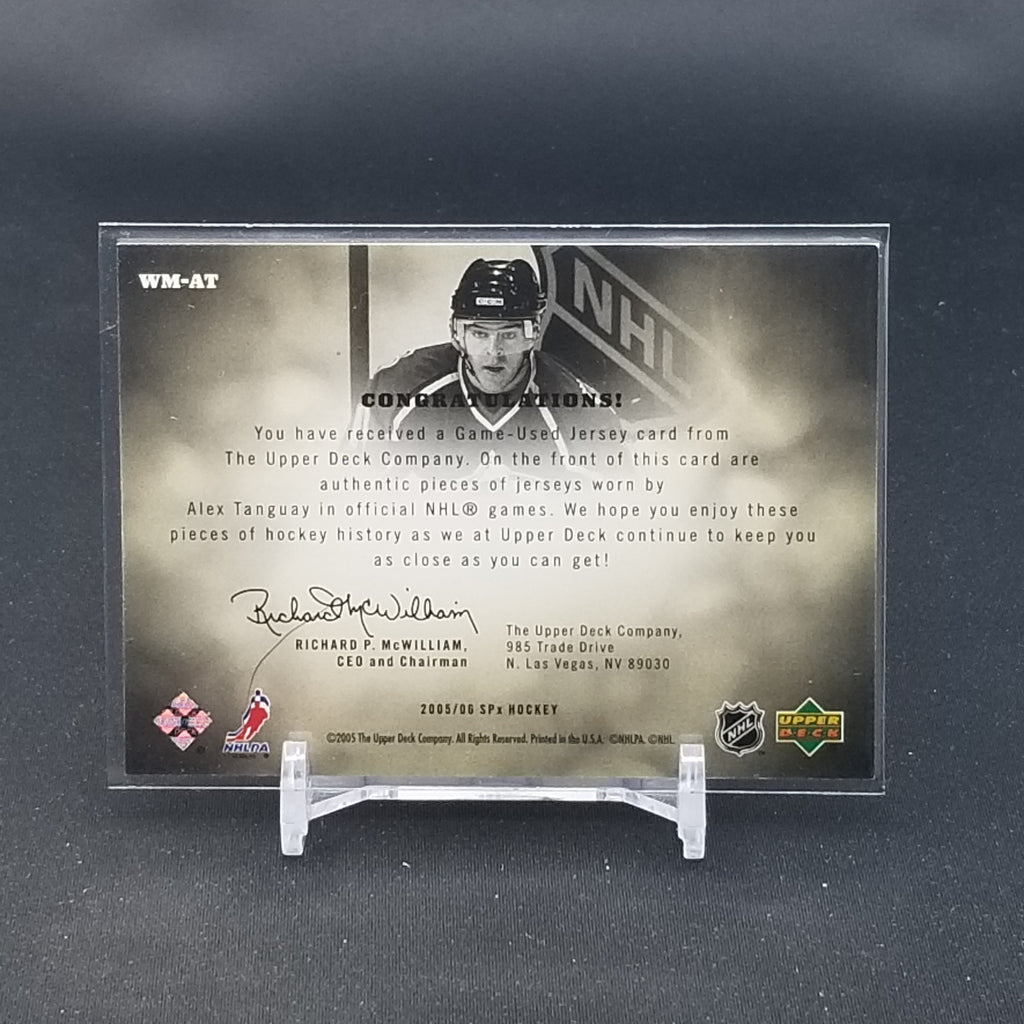 WM-AT
CCM
NHL
CONGRATULATIONS!
You have received a Game-Used Jersey card from
The Upper Deck Company. On the front of this card are
authentic pieces of jerseys worn by
Alex Tanguay in official NHL® games. We hope you enjoy these
pieces of hockey history as we at Upper Deck continue to keep you
as close as you can get!
Richard McWilliam
RICHARD P. McWILLIAM,
CEO and Chairman
The Upper Deck Company,
985 Trade Drive
N. Las Vegas, NV 89030
2005/06 SPx HOCKEY
©2005 The Upper Deck Company. All Rights Reserved. Printed in the U.S.A. ©NHLPA. ©NHL.
NHLPA
NHL
UPPER
DECK